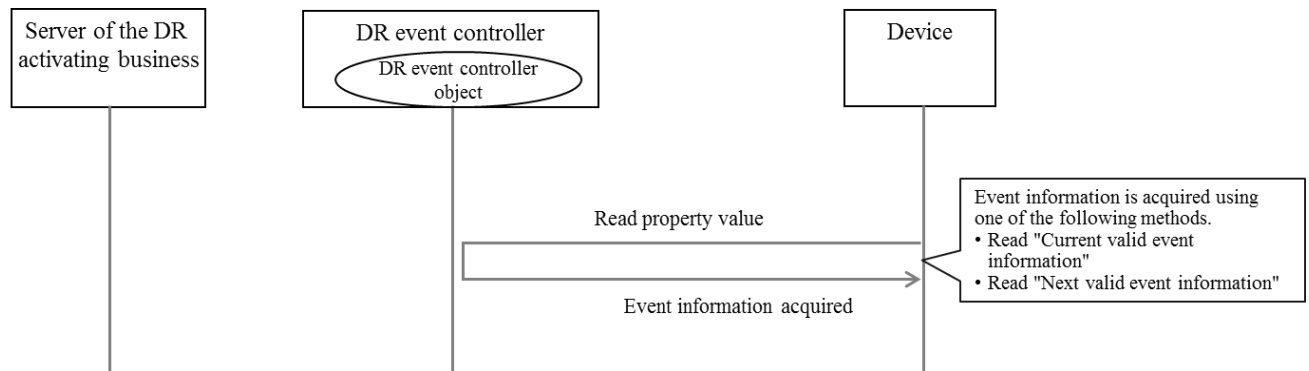 Server of the DR
activating business
DR event controller
DR event controller
object
Device
Read property value
Event information acquired
Event information is acquired using
one of the following methods.
• Read "Current valid event
information"
• Read "Next valid event information"